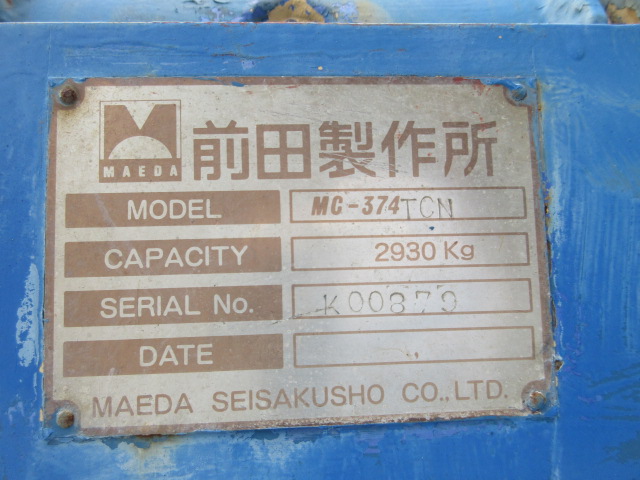 MAEDA
前田製作所
MODEL MC-374TCN
CAPACITY 2930 Kg
SERIAL No. K00879
DATE
MAEDA SEISAKUSHO CO.,LTD.